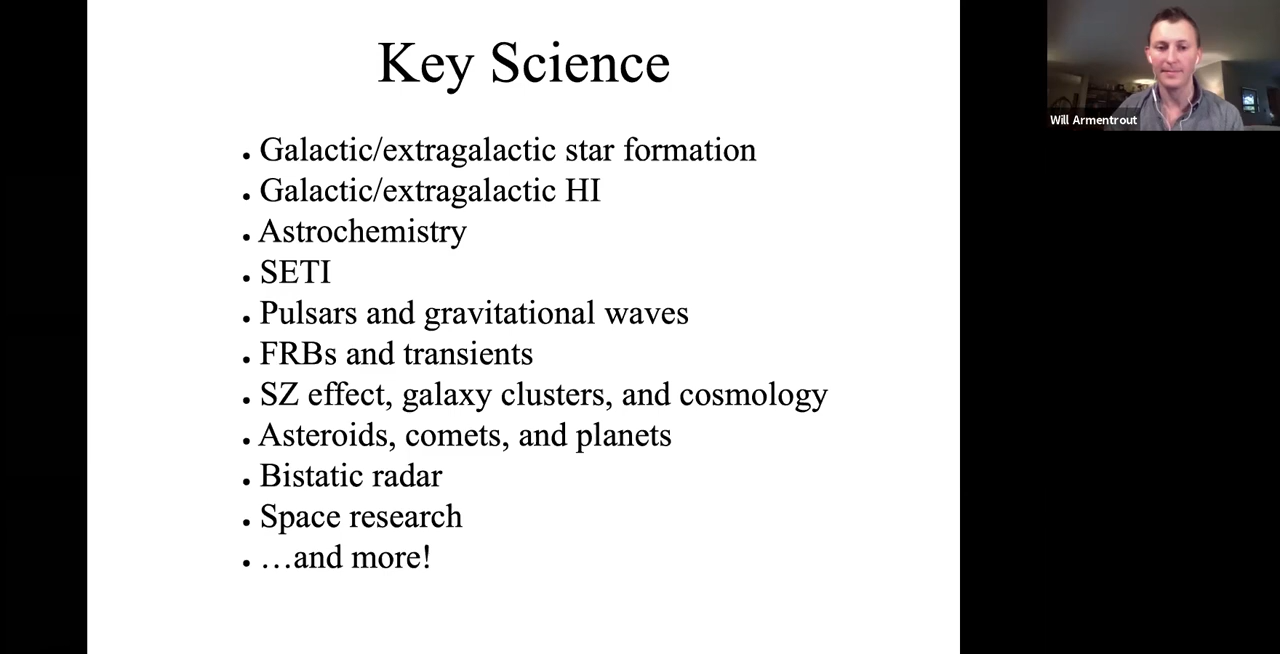 Key Science
• Galactic/extragalactic star formation
• Galactic/extragalactic HI
• Astrochemistry
• SETI
• Pulsars and gravitational waves
• FRBs and transients
• SZ effect, galaxy clusters, and cosmology
• Asteroids, comets, and planets
• Bistatic radar
• Space research
• …and more!
Will Armentrout